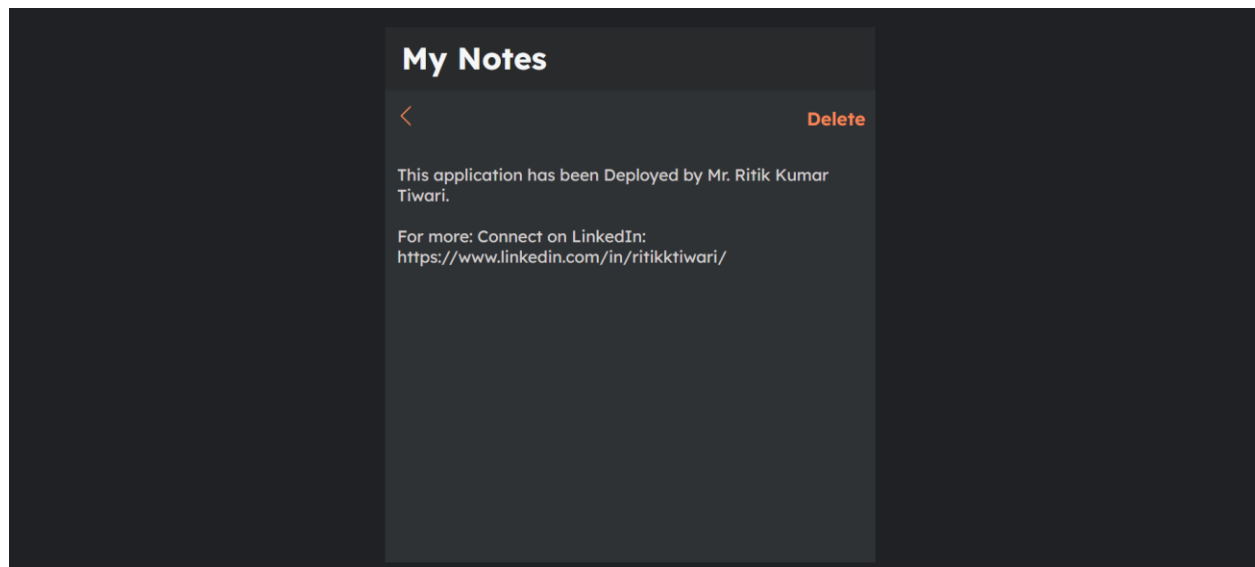 My Notes
Delete
This application has been Deployed by Mr. Ritik Kumar
Tiwari.
For more: Connect on LinkedIn:
https://www.linkedin.com/in/ritikktiwari/